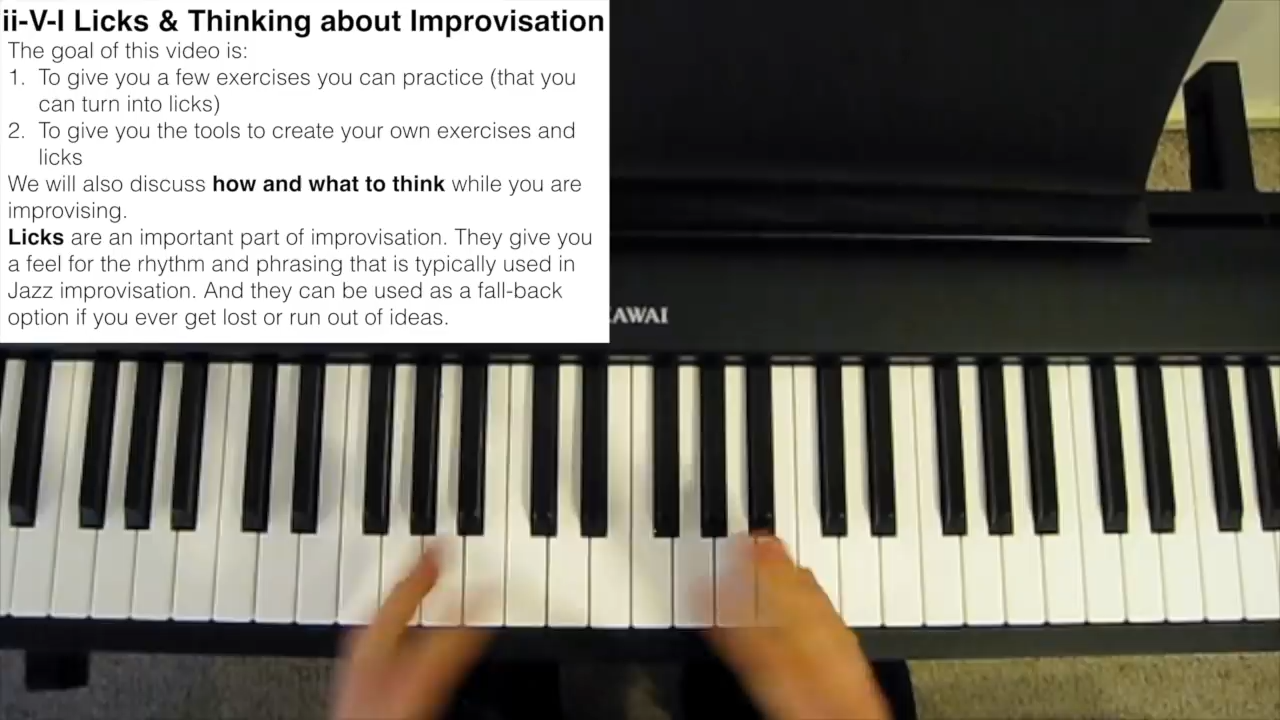 ii-V-I Licks & Thinking about Improvisation
The goal of this video is:
1. To give you a few exercises you can practice (that you
can turn into licks)
2. To give you the tools to create your own exercises and
licks
We will also discuss how and what to think while you are
improvising.
Licks are an important part of improvisation. They give you
a feel for the rhythm and phrasing that is typically used in
Jazz improvisation. And they can be used as a fall-back
option if you ever get lost or run out of ideas.
KAWAI